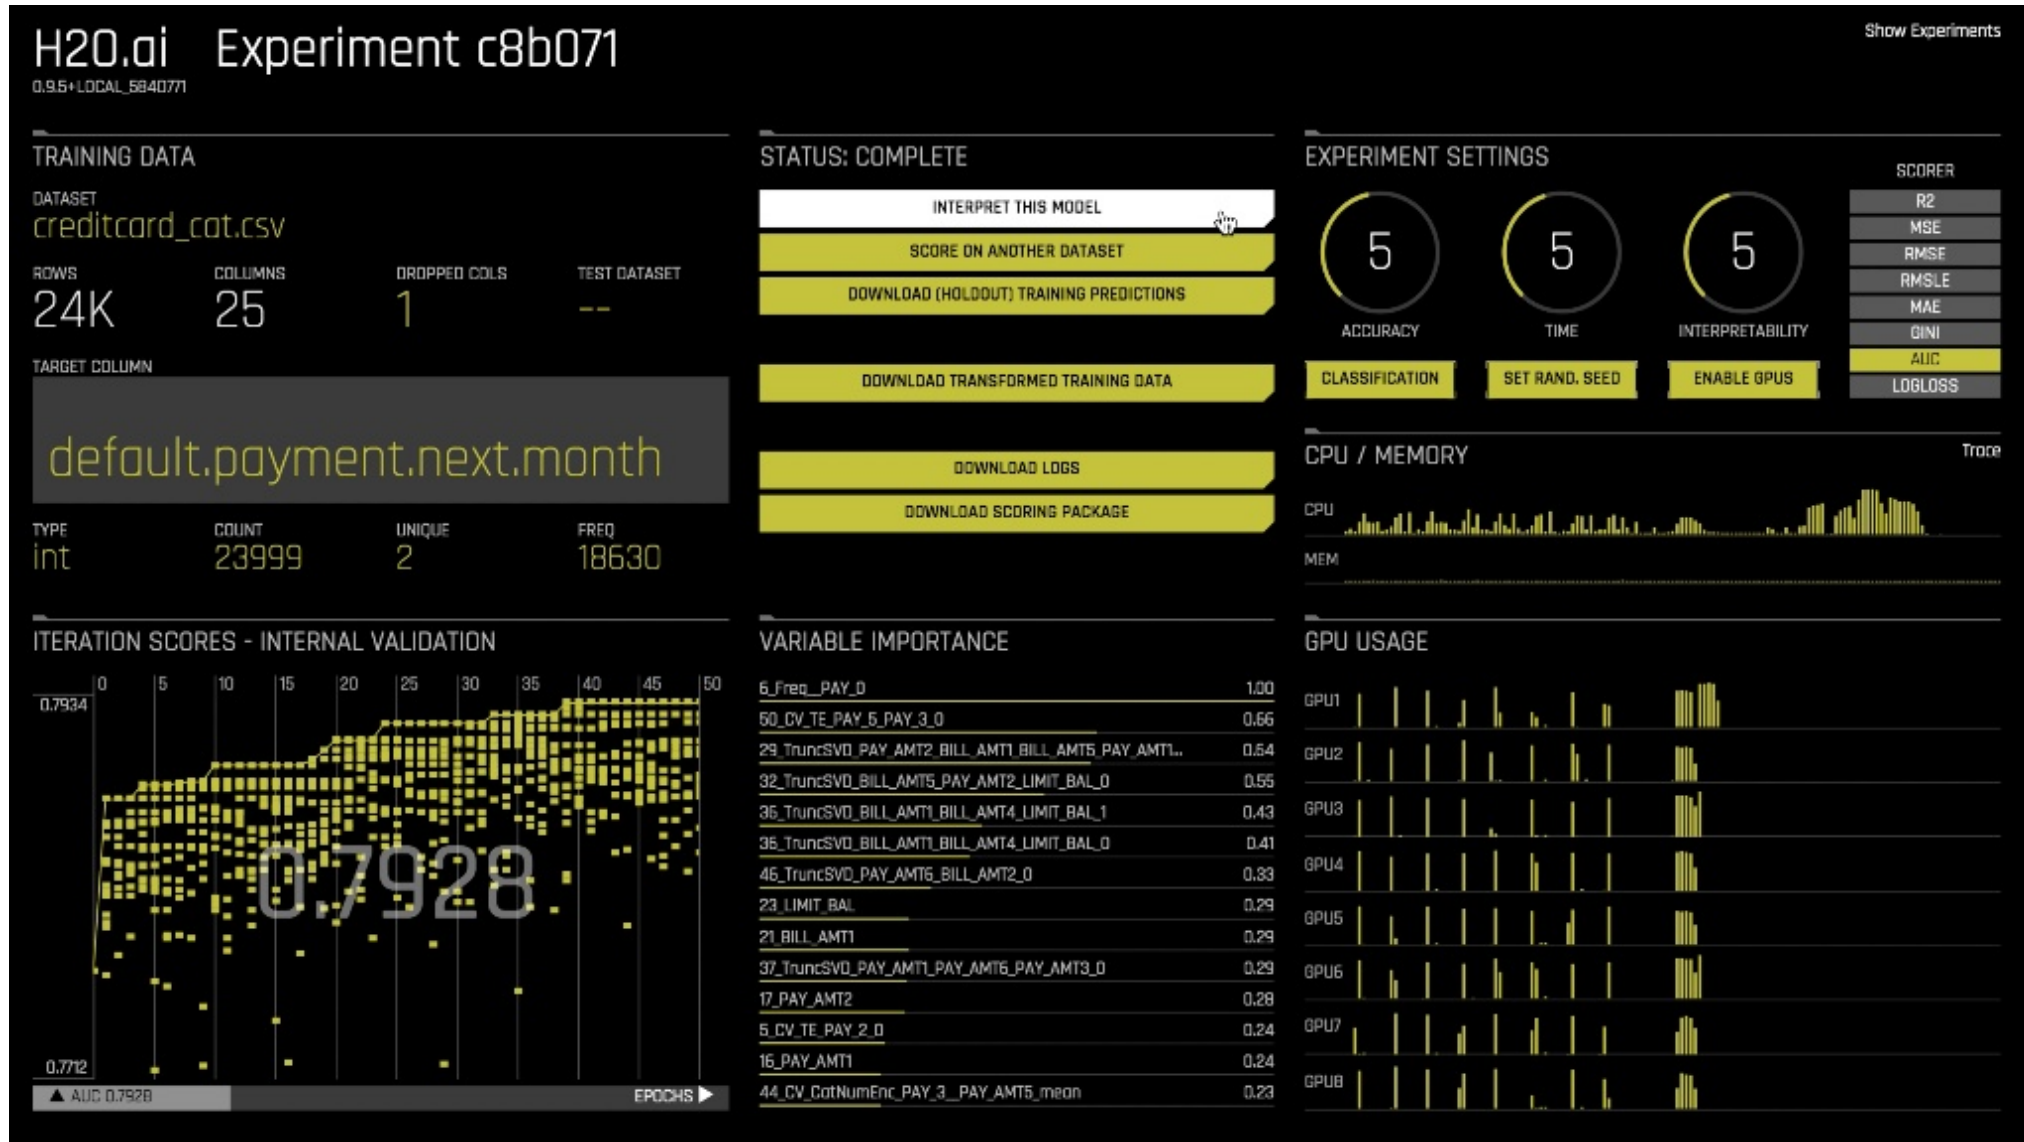 H2O.ai Experiment c8b071
0.9.5+LOCAL_5840771
Show Experiments
TRAINING DATA
DATASET
creditcard_cat.csv
ROWS COLUMNS DROPPED COLS TEST DATASET
24K 25 1 --
TARGET COLUMN
default.payment.next.month
TYPE COUNT UNIQUE FREQ
int 23999 2 18630
STATUS: COMPLETE
INTERPRET THIS MODEL
SCORE ON ANOTHER DATASET
DOWNLOAD (HOLDOUT) TRAINING PREDICTIONS
DOWNLOAD TRANSFORMED TRAINING DATA
DOWNLOAD LOGS
DOWNLOAD SCORING PACKAGE
EXPERIMENT SETTINGS
5 5 5
ACCURACY TIME INTERPRETABILITY
CLASSIFICATION SET RAND. SEED ENABLE GPUS
SCORER
R2
MSE
RMSE
RMSLE
MAE
GINI
AUC
LOGLOSS
CPU / MEMORY
Trace
CPU
MEM
ITERATION SCORES - INTERNAL VALIDATION
0 5 10 15 20 25 30 35 40 45 50
0.7934
0.7928
0.7712
▲ AUC 0.7928 EPOCHS ▶
VARIABLE IMPORTANCE
6_Freq__PAY_0 1.00
50_CV_TE_PAY_5_PAY_3_0 0.66
29_TruncSVD_PAY_AMT2_BILL_AMT1_BILL_AMT5_PAY_AMT1... 0.64
32_TruncSVD_BILL_AMT5_PAY_AMT2_LIMIT_BAL_0 0.55
36_TruncSVD_BILL_AMT1_BILL_AMT4_LIMIT_BAL_1 0.43
36_TruncSVD_BILL_AMT1_BILL_AMT4_LIMIT_BAL_0 0.41
46_TruncSVD_PAY_AMT6_BILL_AMT2_0 0.33
23_LIMIT_BAL 0.29
21_BILL_AMT1 0.29
37_TruncSVD_PAY_AMT1_PAY_AMT6_PAY_AMT3_0 0.29
17_PAY_AMT2 0.28
5_CV_TE_PAY_2_0 0.24
16_PAY_AMT1 0.24
44_CV_CatNumEnc_PAY_3__PAY_AMT5_mean 0.23
GPU USAGE
GPU1
GPU2
GPU3
GPU4
GPU5
GPU6
GPU7
GPU8